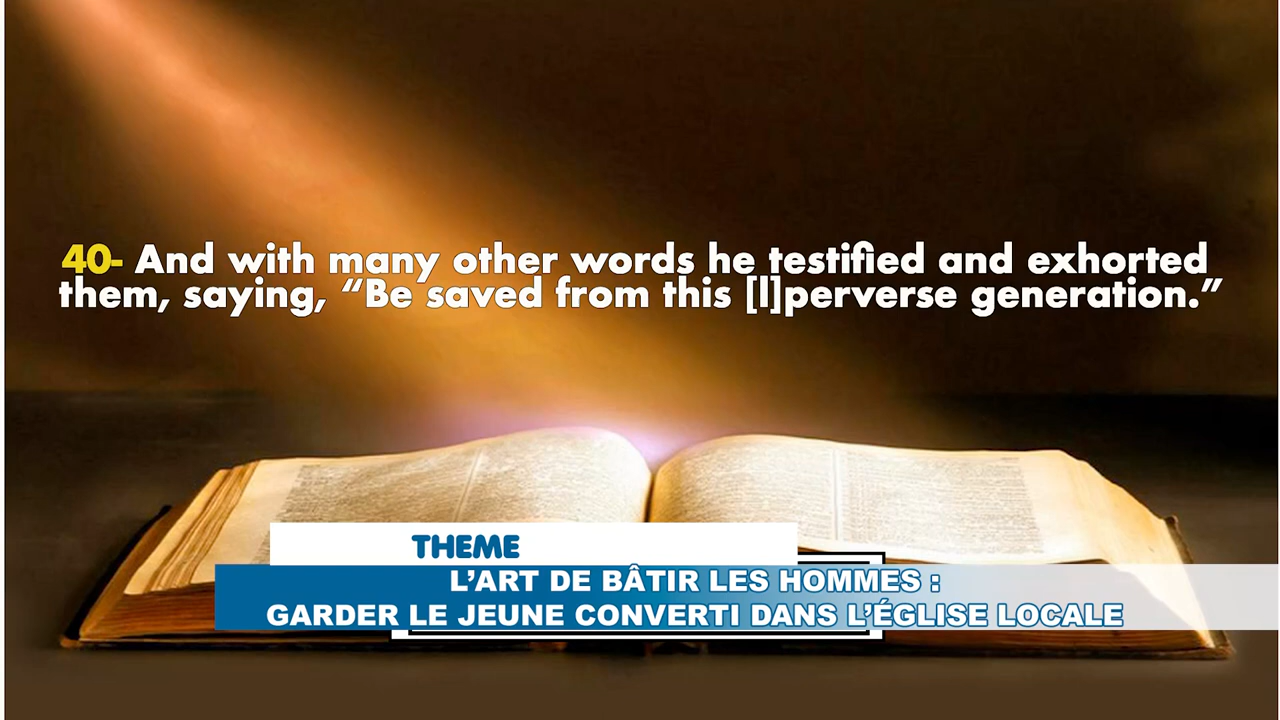 40- And with many other words he testified and exhorted
them, saying, “Be saved from this [l]perverse generation.”
THEME
L’ART DE BÂTIR LES HOMMES :
GARDER LE JEUNE CONVERTI DANS L’ÉGLISE LOCALE